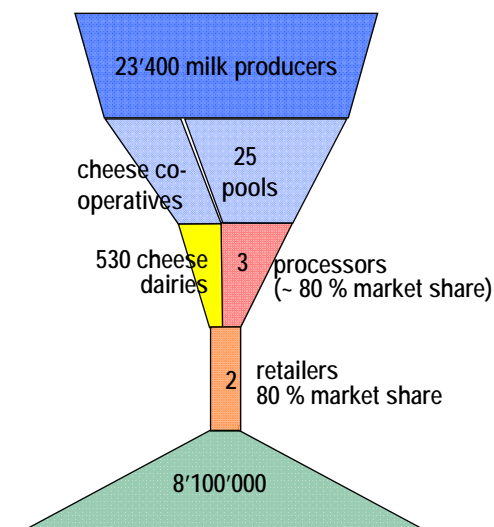 23'400 milk producers
cheese co-
operatives
25
pools
530 cheese
dairies
3
processors
(~ 80 % market share)
2
retailers
80 % market share
8'100'000